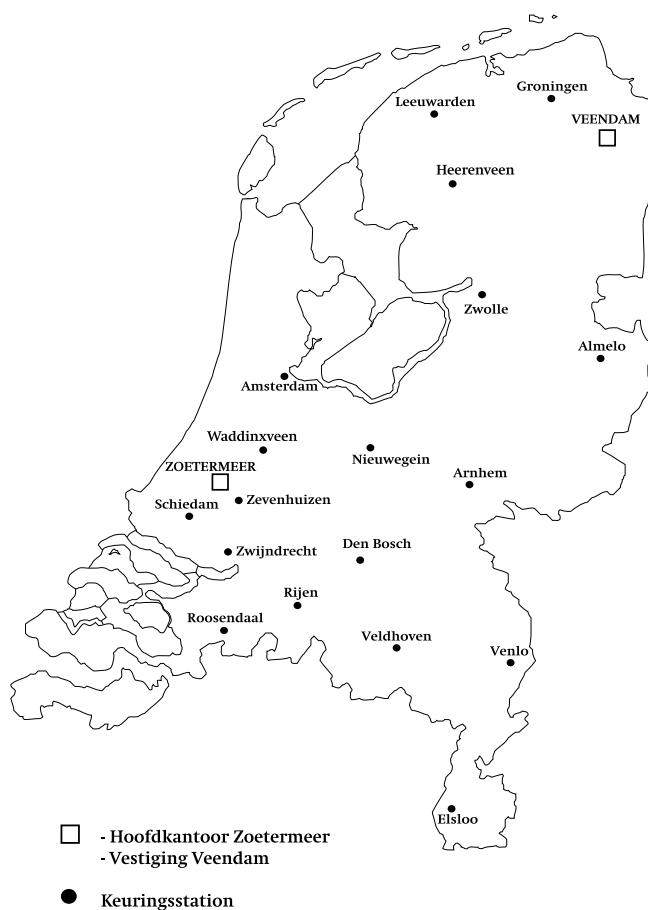 Groningen
Leeuwarden
VEENDAM
Heerenveen
Zwolle
Almelo
Amsterdam
Waddinxveen
Nieuwegein
ZOETERMEER
Arnhem
Zevenhuizen
Schiedam
Den Bosch
Zwijndrecht
Rijen
Roosendaal
Veldhoven
Venlo
Elsloo
- Hoofdkantoor Zoetermeer
- Vestiging Veendam
Keuringsstation